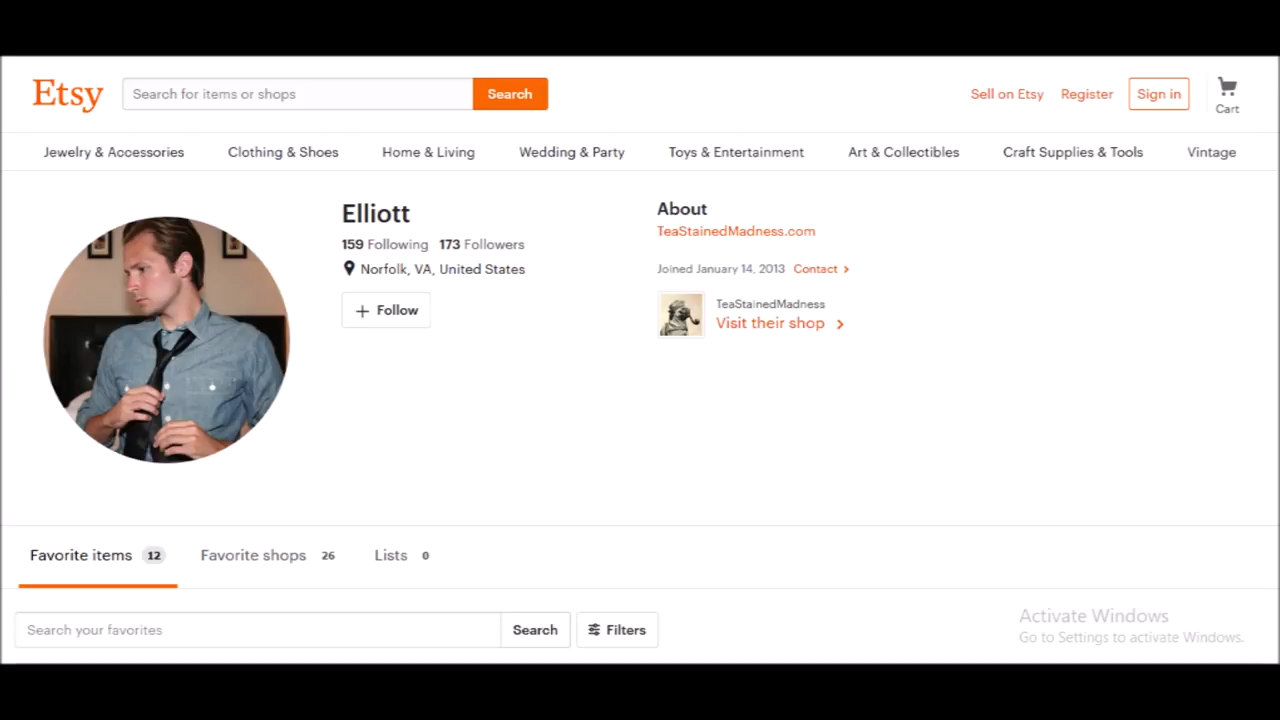 Etsy
Search for items or shops
Search
Sell on Etsy
Register
Sign in
Cart
Jewelry & Accessories
Clothing & Shoes
Home & Living
Wedding & Party
Toys & Entertainment
Art & Collectibles
Craft Supplies & Tools
Vintage
Elliott
159 Following 173 Followers
Norfolk, VA, United States
+ Follow
About
TeaStainedMadness.com
Joined January 14, 2013 Contact >
TeaStainedMadness
Visit their shop >
Favorite items 12
Favorite shops 26
Lists 0
Search your favorites
Search
Filters
Activate Windows
Go to Settings to activate Windows.